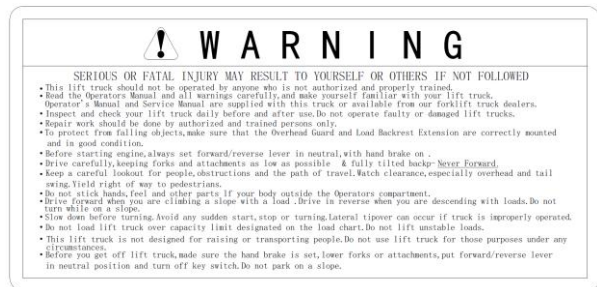 WARNING
SERIOUS OR FATAL INJURY MAY RESULT TO YOURSELF OR OTHERS IF NOT FOLLOWED
• This lift truck should not be operated by anyone who is not authorized and properly trained.
• Read the Operators Manual and all warnings carefully, and make yourself familiar with your lift truck.
Operator's Manual and Service Manual are supplied with this truck or available from our forklift truck dealers.
• Inspect and check your lift truck daily before and after use. Do not operate faulty or damaged lift trucks.
• Repair work should be done by authorized and trained persons only.
• To protect from falling objects, make sure that the Overhead Guard and Load Backrest Extension are correctly mounted
and in good condition.
• Before starting engine, always set forward/reverse lever in neutral, with hand brake on .
• Drive carefully, keeping forks and attachments as low as possible & fully tilted backp- Never Forward.
• Keep a careful lookout for people, obstructions and the path of travel. Watch clearance, especially overhead and tail
swing. Yield right of way to pedestrians.
• Do not stick hands, feel and other parts If your body outside the Operators compartment.
• Drive forward when you are climbing a slope with a load . Drive in reverse when you are descending with loads. Do not
turn while on a slope.
• Slow down before turning. Avoid any sudden start, stop or turning. Lateral tipover can occur if truck is improperly operated.
• Do not load lift truck over capacity limit designated on the load chart. Do not lift unstable loads.
• This lift truck is not designed for raising or transporting people. Do not use lift truck for those purposes under any
circumstances.
• Before you get off lift truck, made sure the hand brake is set, lower forks or attachments, put forward/reverse lever
in neutral position and turn off key switch. Do not park on a slope.